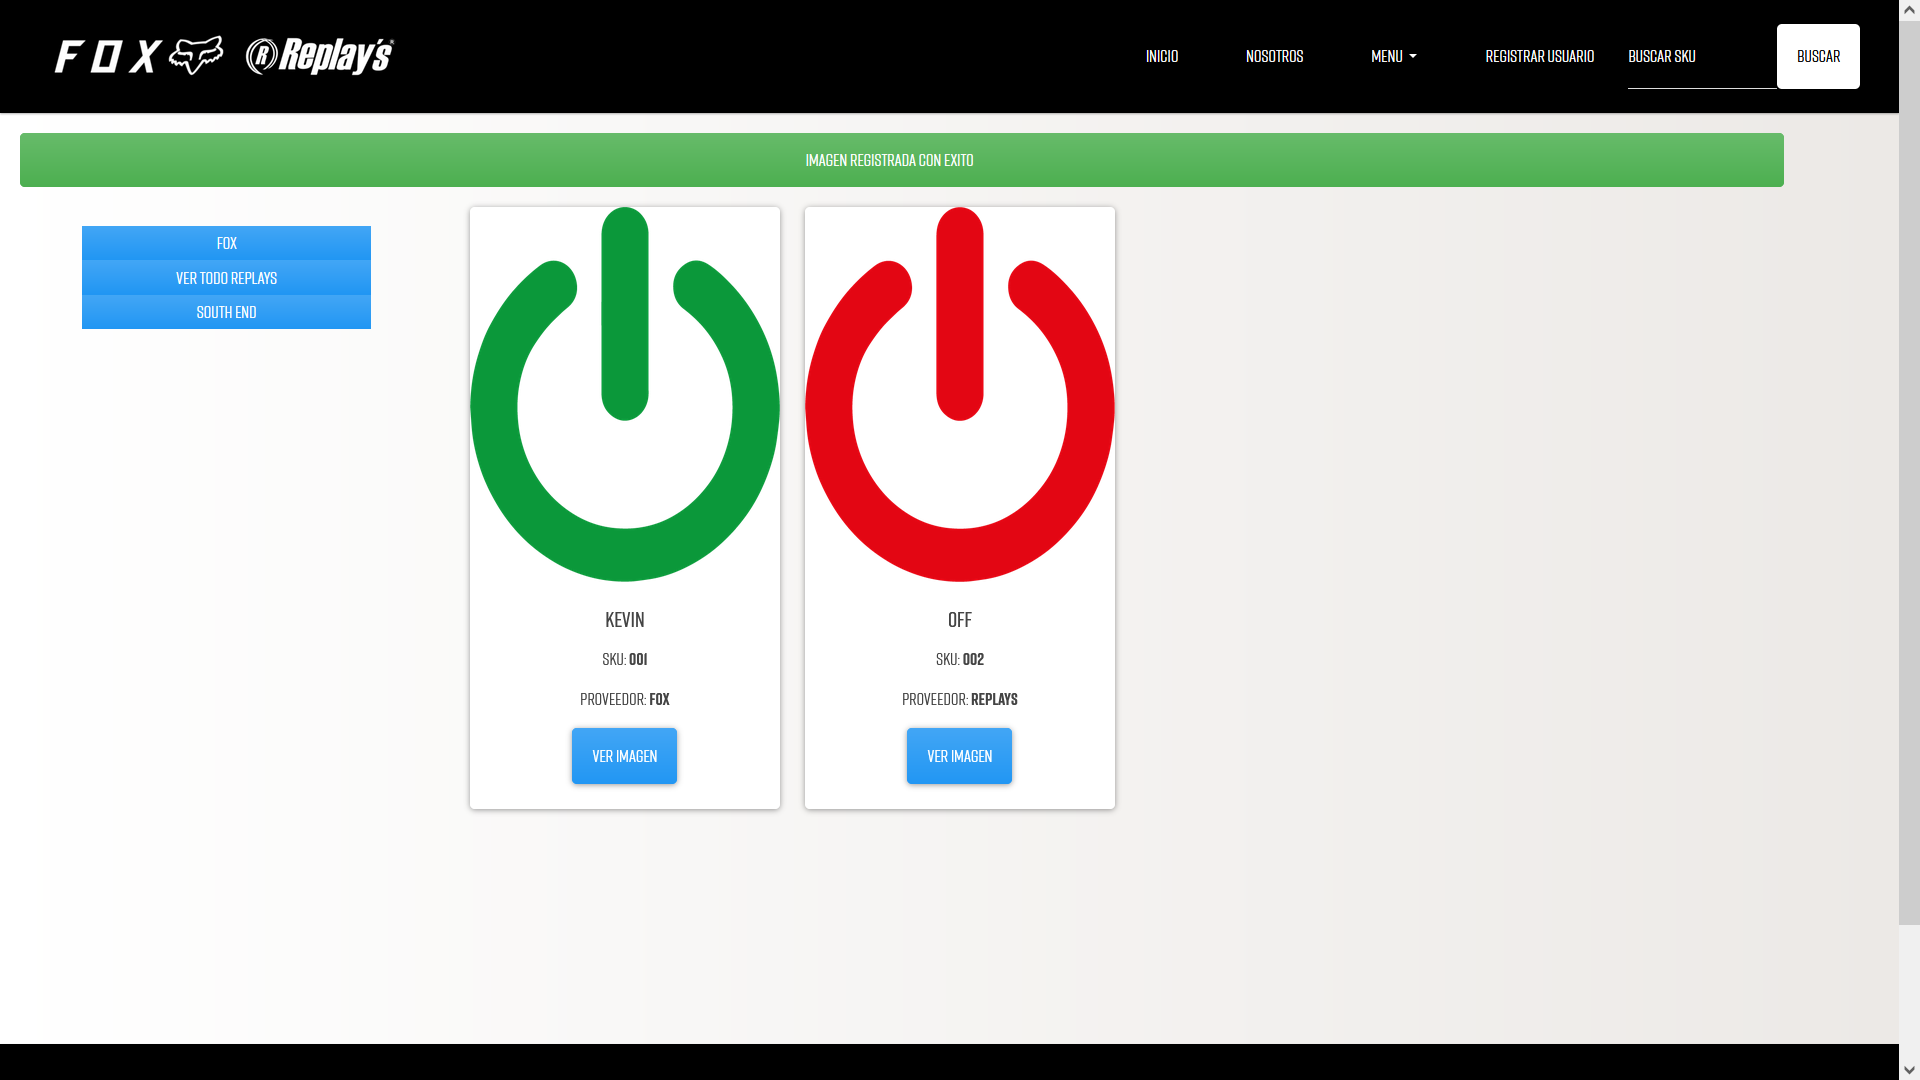 FOX Replay's
INICIO NOSOTROS MENU REGISTRAR USUARIO BUSCAR SKU BUSCAR
IMAGEN REGISTRADA CON EXITO
FOX
VER TODO REPLAYS
SOUTH END
KEVIN
SKU: 001
PROVEEDOR: FOX
VER IMAGEN
OFF
SKU: 002
PROVEEDOR: REPLAYS
VER IMAGEN